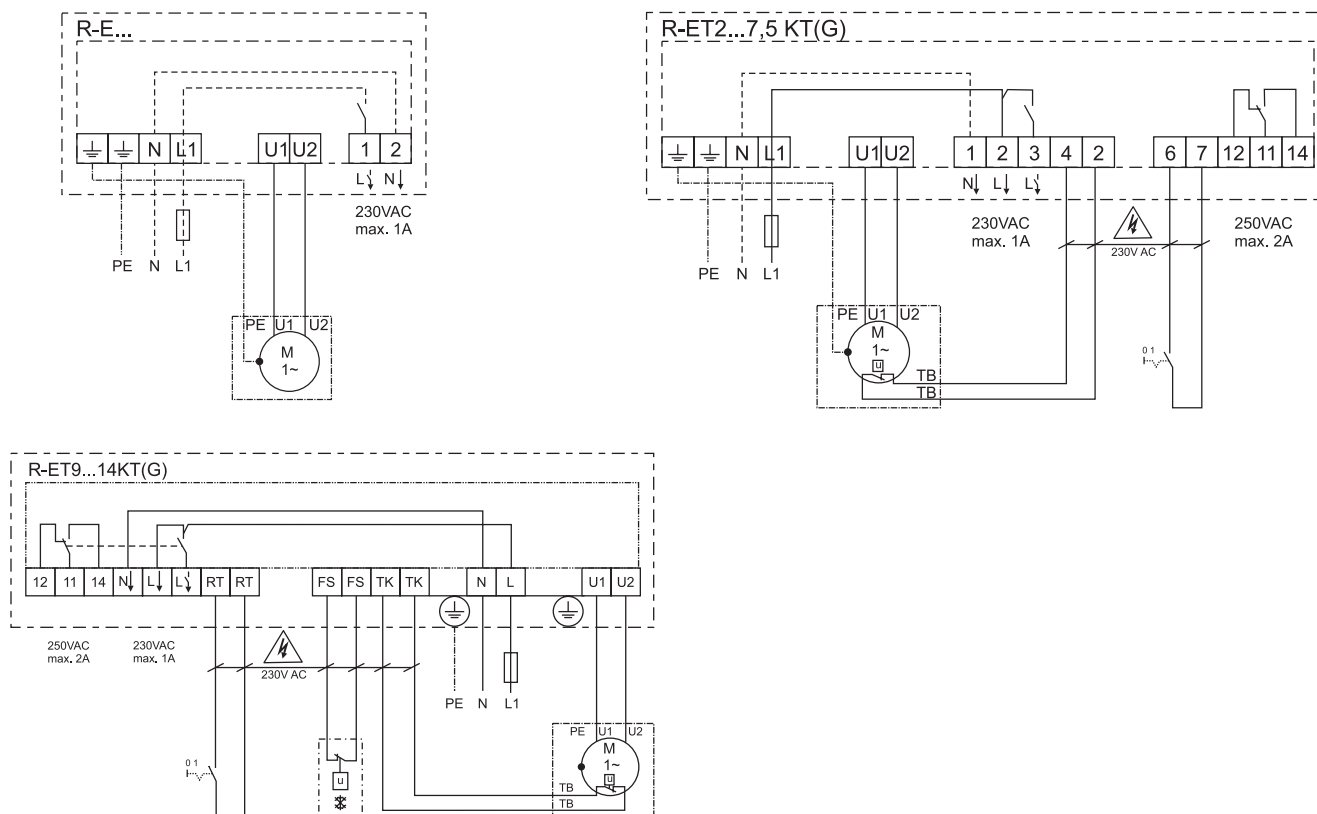 R-E...
N L1 U1 U2 1 2
L N
230VAC
max. 1A
PE N L1
PE U1 U2
M
1~
R-ET2...7,5 KT(G)
N L1 U1 U2 1 2 3 4 2 6 7 12 11 14
N L L
230VAC
max. 1A
230V AC
250VAC
max. 2A
PE N L1
PE U1 U2
M
1~
u
TB
TB
0 1
R-ET9...14KT(G)
12 11 14 N L L RT RT FS FS TK TK N L U1 U2
250VAC
max. 2A
230VAC
max. 1A
230V AC
PE N L1
PE U1 U2
M
1~
u
TB
TB
0 1
u